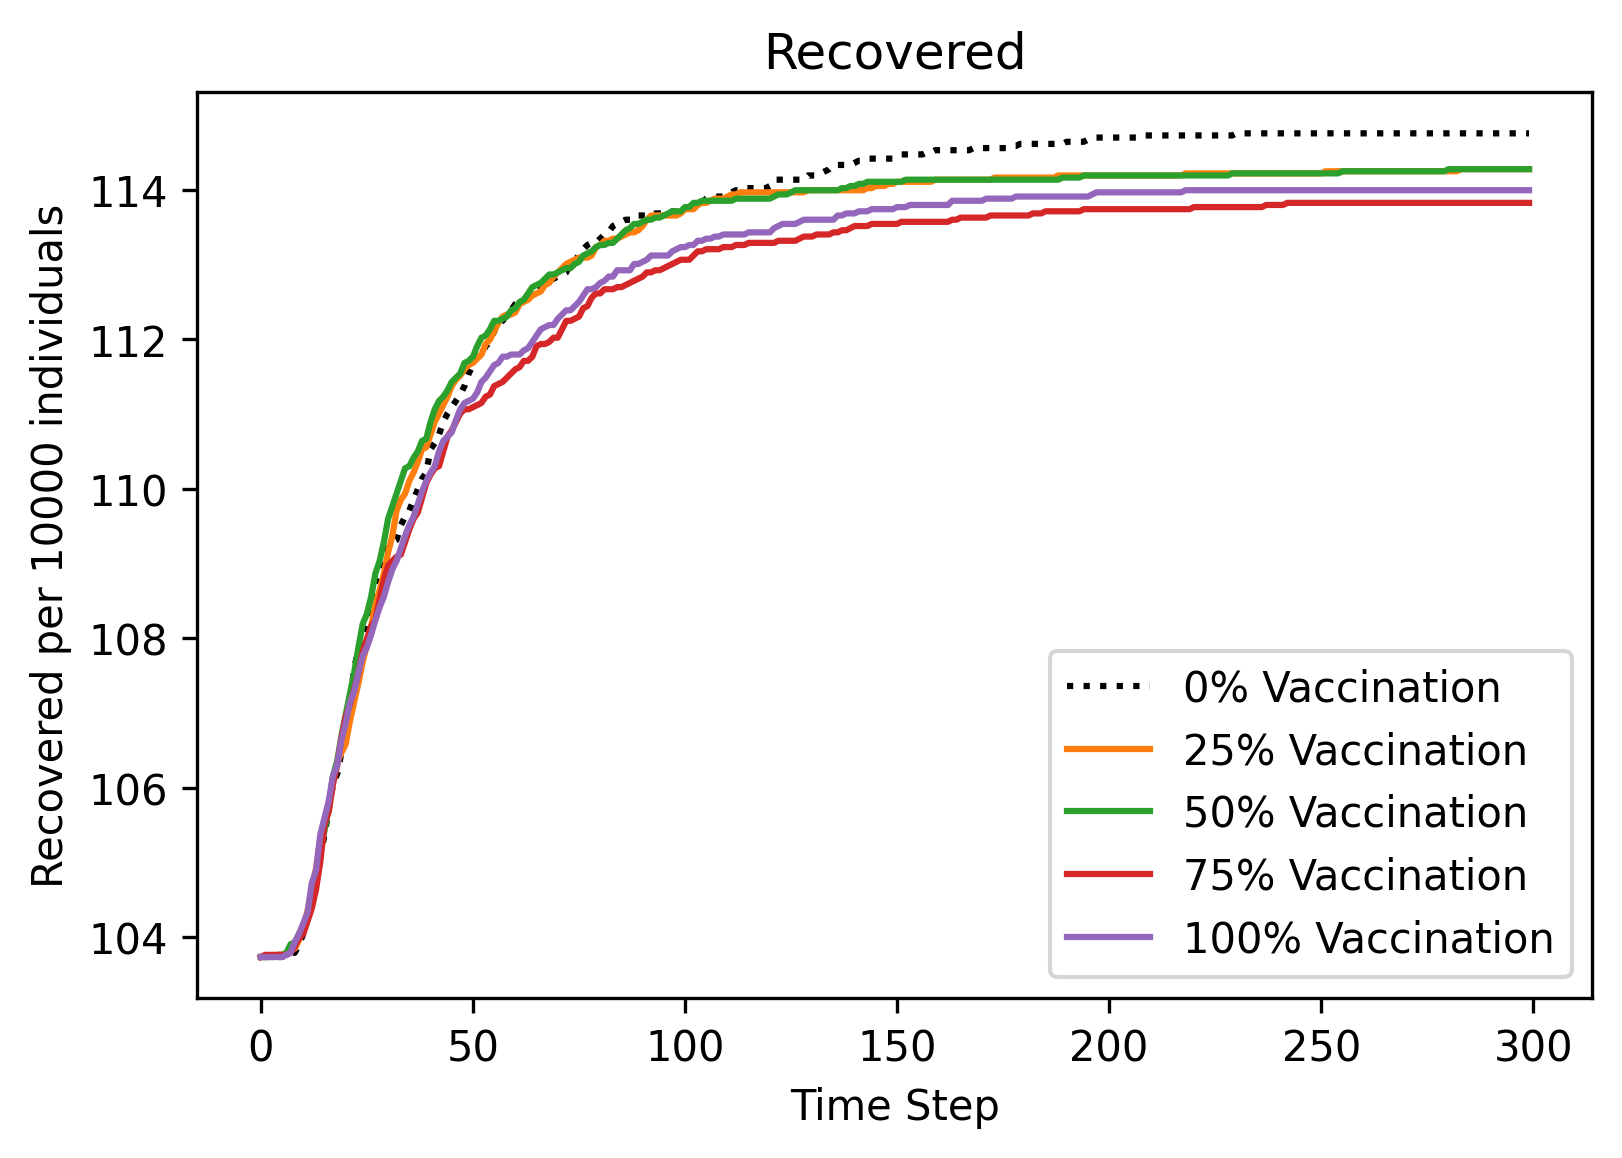 Recovered
Recovered per 10000 individuals
114
112
110
108
106
104
0% Vaccination
25% Vaccination
50% Vaccination
75% Vaccination
100% Vaccination
0 50 100 150 200 250 300
Time Step